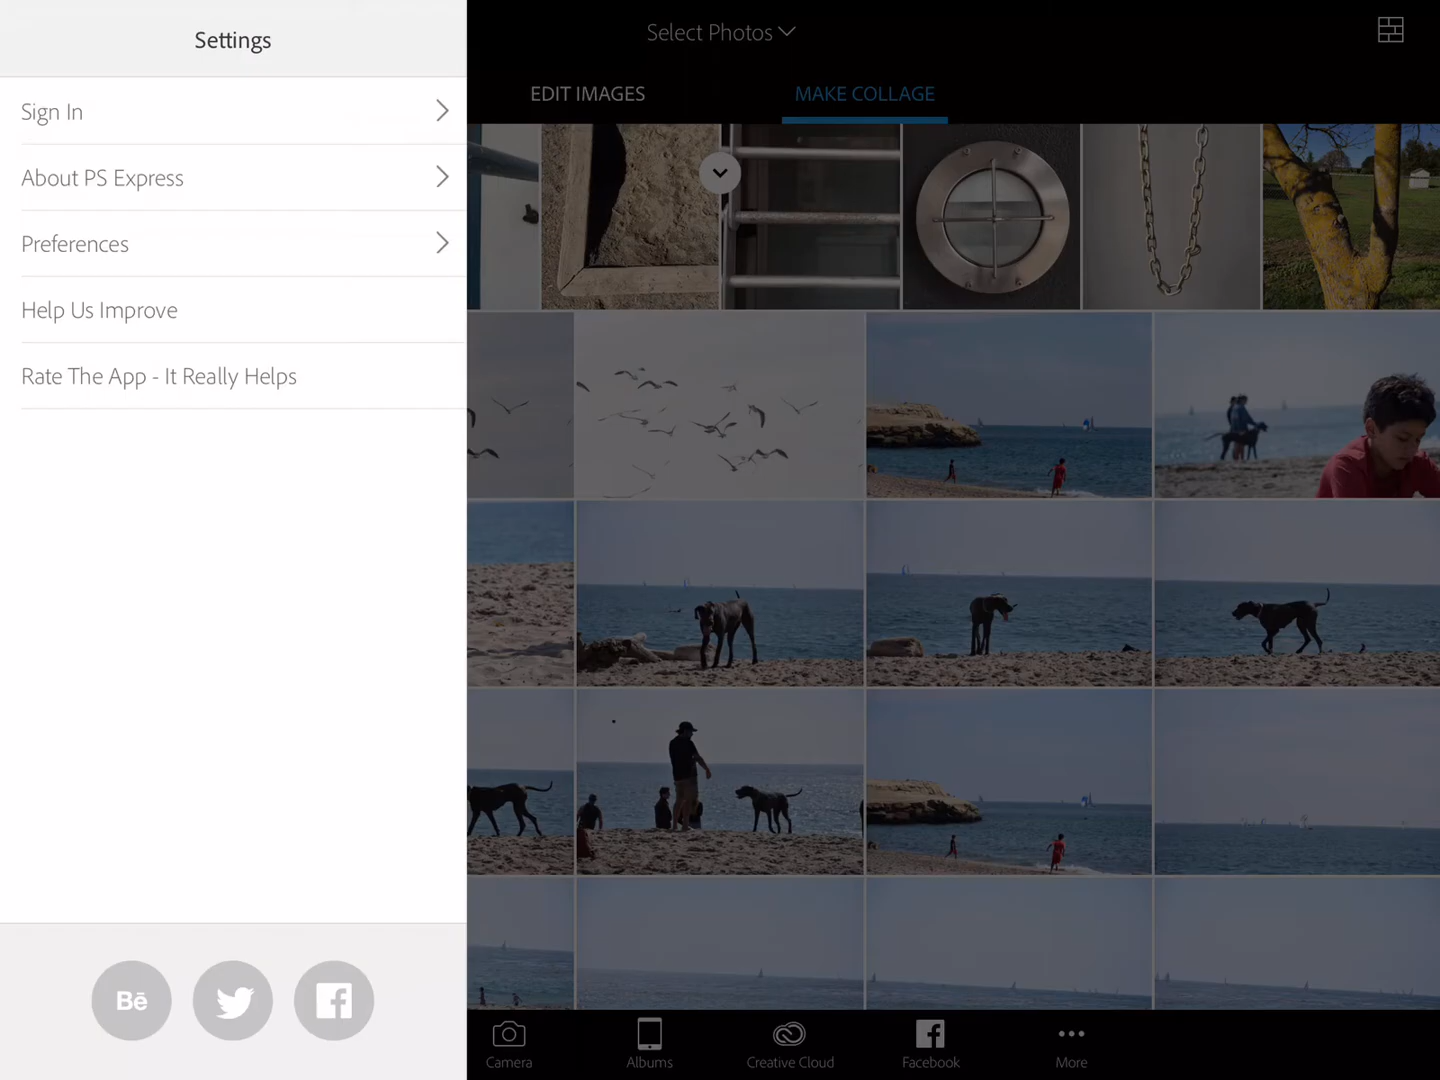 Settings
Sign In
About PS Express
Preferences
Help Us Improve
Rate The App - It Really Helps
Bē
Select Photos
EDIT IMAGES
MAKE COLLAGE
Camera
Albums
Creative Cloud
Facebook
More